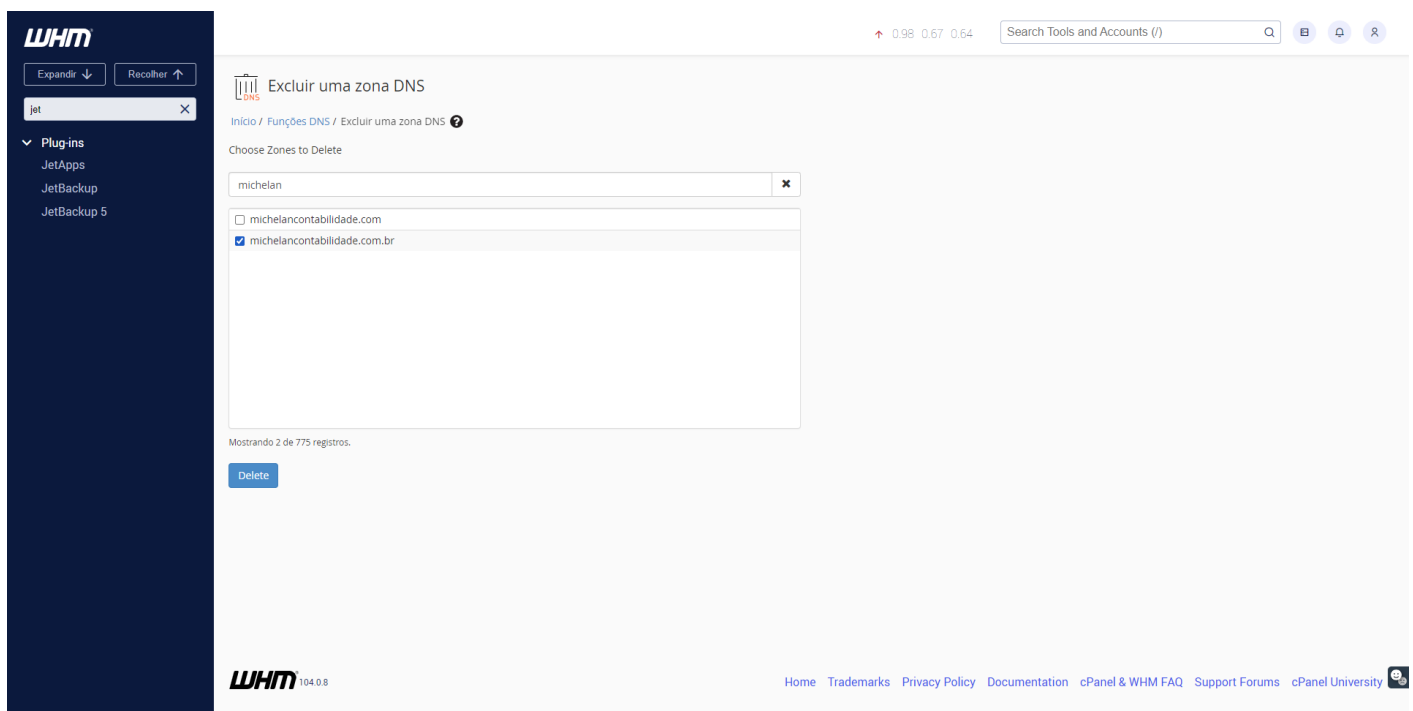 WHM
0.98 0.67 0.64
Search Tools and Accounts (/)
Expandir ↓
Recolher ↑
jet
Plug-ins
JetApps
JetBackup
JetBackup 5
DNS
Excluir uma zona DNS
Início / Funções DNS / Excluir uma zona DNS
Choose Zones to Delete
michelan
michelancontabilidade.com
michelancontabilidade.com.br
Mostrando 2 de 775 registros.
Delete
WHM 104.0.8
Home Trademarks Privacy Policy Documentation cPanel & WHM FAQ Support Forums cPanel University